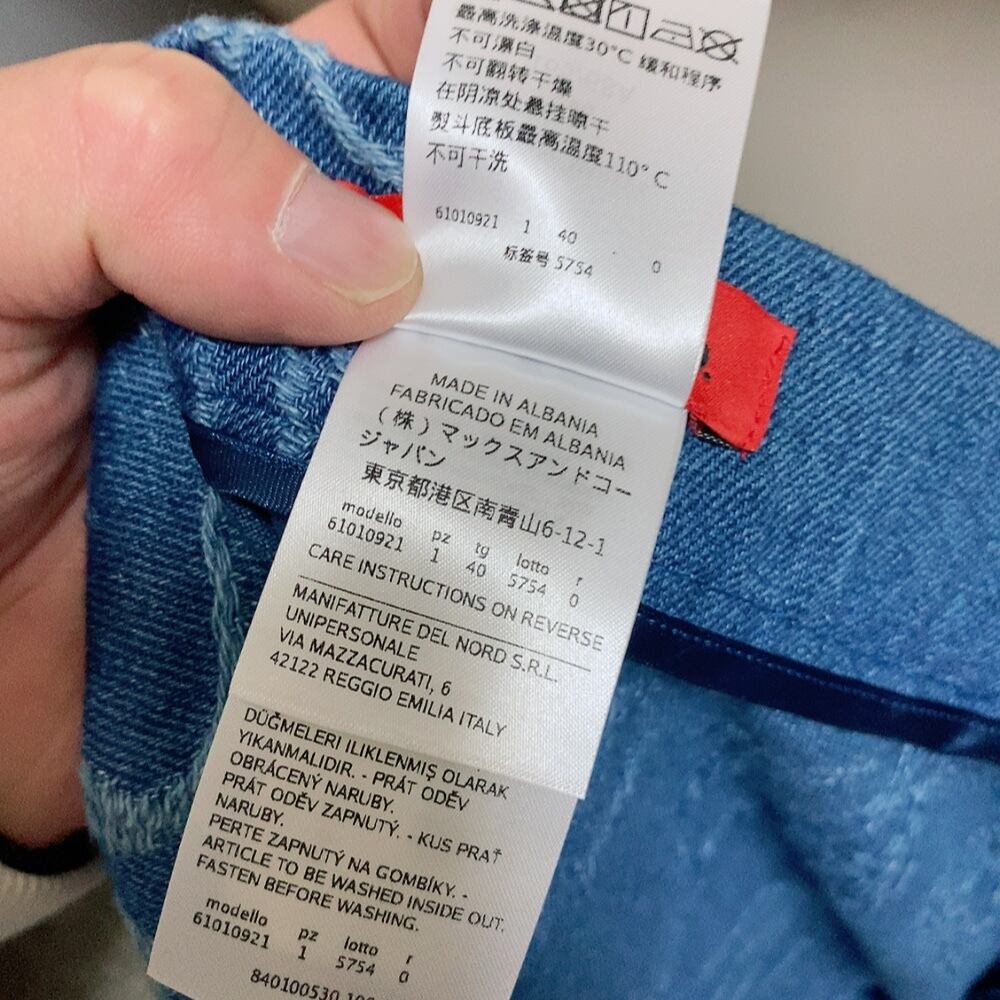 最高洗涤温度30°C 缓和程序
不可漂白
不可翻转干燥
在阴凉处悬挂晾干
熨斗底板最高温度110°C
不可干洗
61010921 1 40 0
标签号 5754
MADE IN ALBANIA
FABRICADO EM ALBANIA
(株)マックスアンドコー
ジャパン
東京都港区南青山6-12-1
modello pz tg lotto r
61010921 1 40 5754 0
CARE INSTRUCTIONS ON REVERSE
MANIFATTURE DEL NORD S.R.L.
UNIPERSONALE
VIA MAZZACURATI, 6
42122 REGGIO EMILIA ITALY
DÜĞMELERI ILIKLENMIŞ OLARAK
YIKANMALIDIR. - PRÁT ODĚV
OBRÁCENÝ NARUBY.
PRÁT ODĚV ZAPNUTÝ. - KUS PRAŤ
NARUBY.
PERTE ZAPNUTÝ NA GOMBÍKY. -
ARTICLE TO BE WASHED INSIDE OUT.
FASTEN BEFORE WASHING.
modello pz lotto r
61010921 1 5754 0
840100530